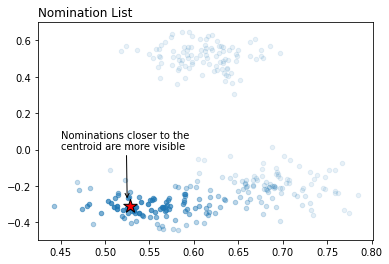 Nomination List
0.6
0.4
0.2
0.0
−0.2
−0.4
Nominations closer to the
centroid are more visible
0.45 0.50 0.55 0.60 0.65 0.70 0.75 0.80